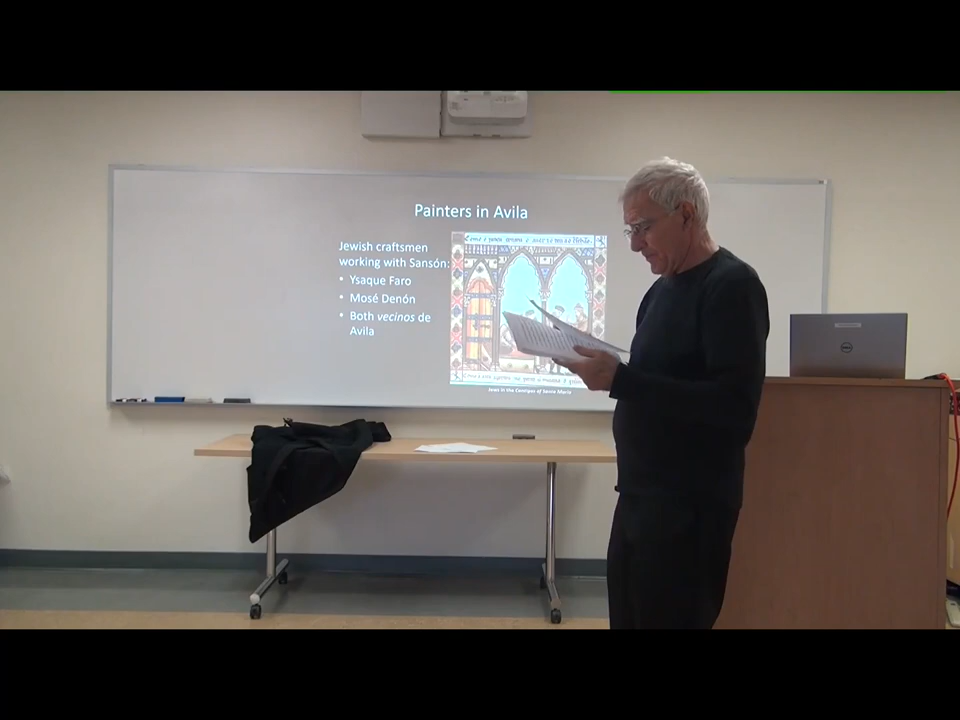 Painters in Avila
Jewish craftsmen
working with Sansón:
• Ysaque Faro
• Mosé Denón
• Both vecinos de
Avila
Jews in the Cantigas of Santa Maria
DELL